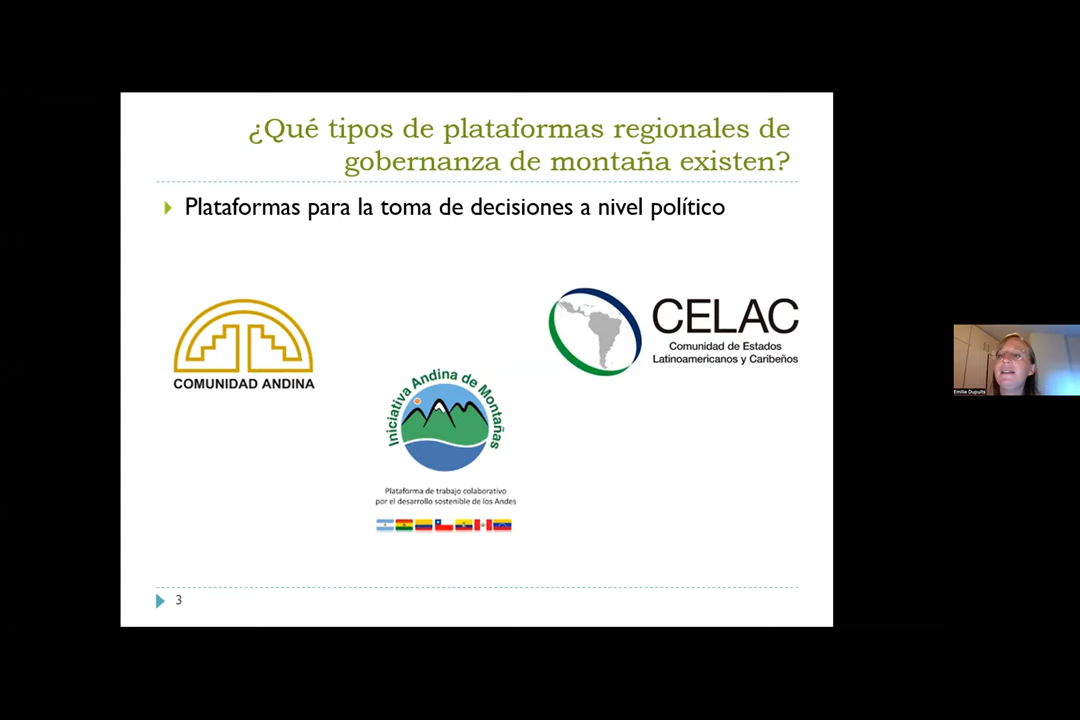 ¿Qué tipos de plataformas regionales de
gobernanza de montaña existen?
Plataformas para la toma de decisiones a nivel político
COMUNIDAD ANDINA
Iniciativa Andina de Montañas
Plataforma de trabajo colaborativo
por el desarrollo sostenible de los Andes
CELAC
Comunidad de Estados
Latinoamericanos y Caribeños
3
Emilie Dupuits